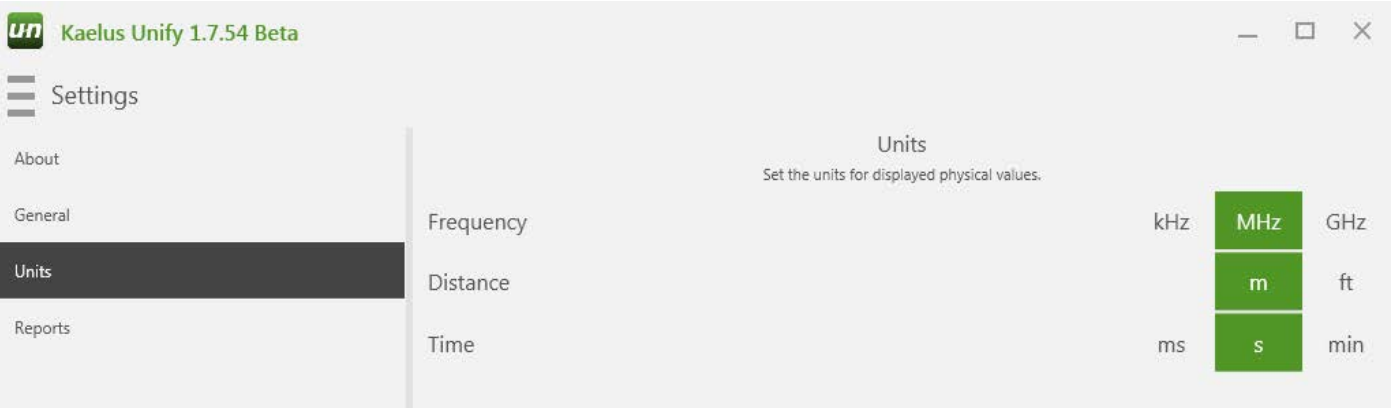 un Kaelus Unify 1.7.54 Beta
Settings
About
General
Units
Reports
Units
Set the units for displayed physical values.
Frequency kHz MHz GHz
Distance m ft
Time ms s min